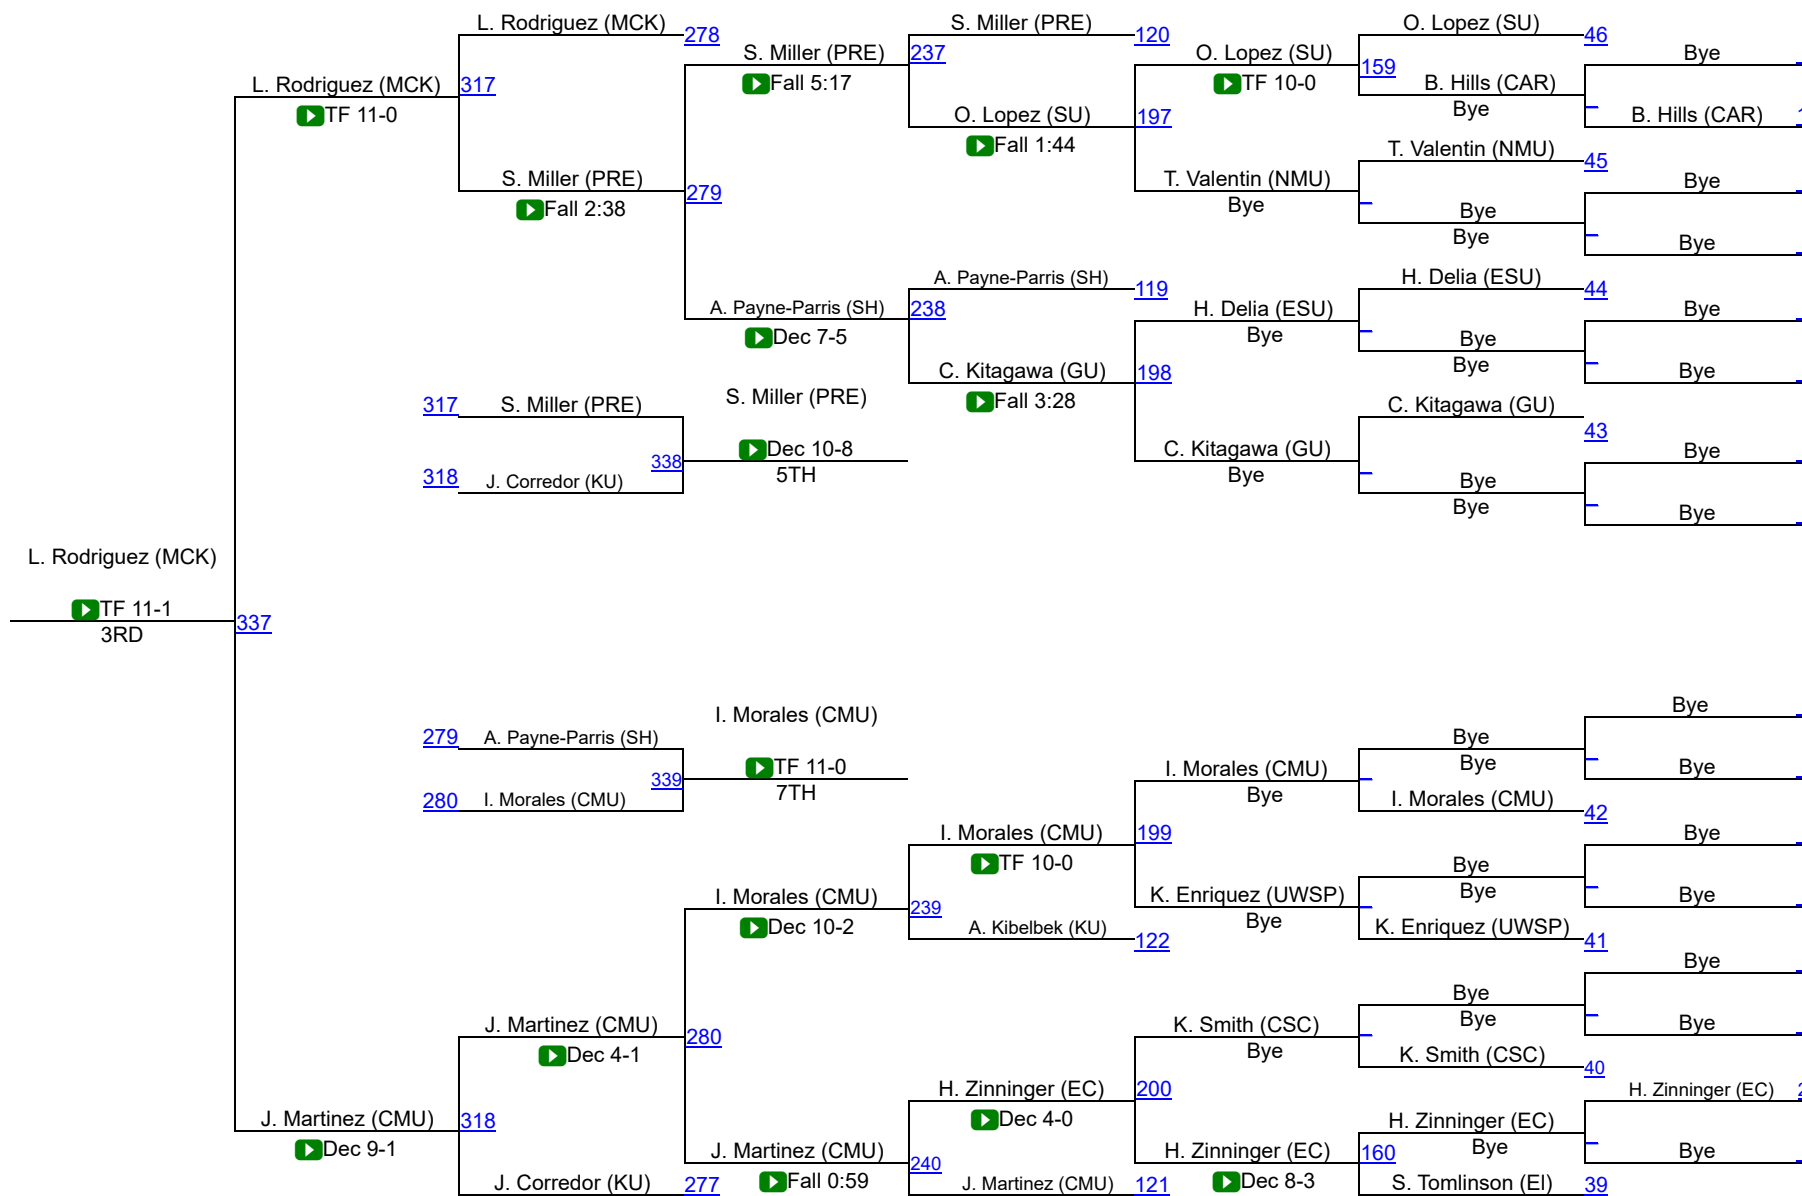 L. Rodriguez (MCK)
278
S. Miller (PRE)
120
O. Lopez (SU)
46
S. Miller (PRE)
237
O. Lopez (SU)
Bye
L. Rodriguez (MCK)
317
Fall 5:17
TF 10-0
159
B. Hills (CAR)
TF 11-0
O. Lopez (SU)
197
Bye
B. Hills (CAR)
Fall 1:44
T. Valentin (NMU)
45
S. Miller (PRE)
279
T. Valentin (NMU)
Bye
Fall 2:38
Bye
Bye
Bye
Bye
A. Payne-Parris (SH)
119
H. Delia (ESU)
44
A. Payne-Parris (SH)
238
H. Delia (ESU)
Bye
Dec 7-5
Bye
Bye
Bye
C. Kitagawa (GU)
198
Bye
317
S. Miller (PRE)
S. Miller (PRE)
Fall 3:28
C. Kitagawa (GU)
43
Dec 10-8
C. Kitagawa (GU)
Bye
338
5TH
Bye
318
J. Corredor (KU)
Bye
Bye
Bye
L. Rodriguez (MCK)
TF 11-1
337
3RD
I. Morales (CMU)
Bye
279
A. Payne-Parris (SH)
Bye
TF 11-0
I. Morales (CMU)
Bye
Bye
339
7TH
Bye
280
I. Morales (CMU)
I. Morales (CMU)
42
I. Morales (CMU)
199
Bye
TF 10-0
Bye
I. Morales (CMU)
239
K. Enriquez (UWSP)
Bye
Bye
Dec 10-2
A. Kibelbek (KU)
122
Bye
K. Enriquez (UWSP)
41
Bye
Bye
J. Martinez (CMU)
280
K. Smith (CSC)
Bye
Bye
Dec 4-1
Bye
K. Smith (CSC)
40
H. Zinninger (EC)
200
H. Zinninger (EC)
J. Martinez (CMU)
318
Dec 4-0
H. Zinninger (EC)
Dec 9-1
J. Martinez (CMU)
240
H. Zinninger (EC)
160
Bye
Bye
J. Corredor (KU)
277
Fall 0:59
J. Martinez (CMU)
121
Dec 8-3
S. Tomlinson (El)
39